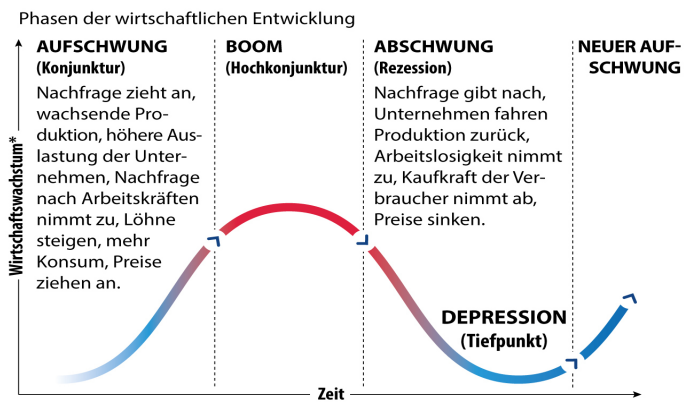 Phasen der wirtschaftlichen Entwicklung
AUFSCHWUNG
(Konjunktur)
Nachfrage zieht an,
wachsende Pro-
duktion, höhere Aus-
lastung der Unter-
nehmen, Nachfrage
nach Arbeitskräften
nimmt zu, Löhne
steigen, mehr
Konsum, Preise
ziehen an.
BOOM
(Hochkonjunktur)
ABSCHWUNG
(Rezession)
Nachfrage gibt nach,
Unternehmen fahren
Produktion zurück,
Arbeitslosigkeit nimmt
zu, Kaufkraft der Ver-
braucher nimmt ab,
Preise sinken.
NEUER AUF-
SCHWUNG
DEPRESSION
(Tiefpunkt)
Wirtschaftswachstum*
Zeit